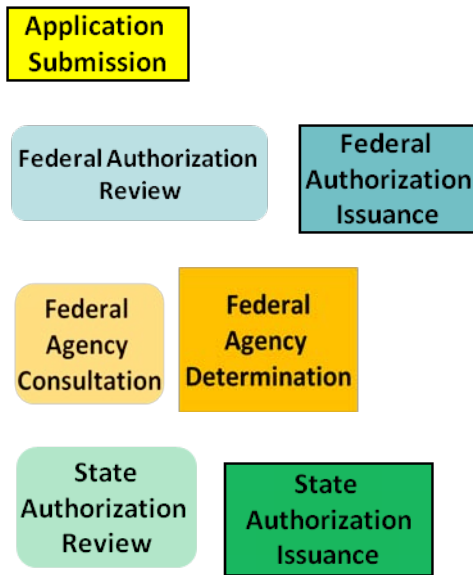 Application
Submission
Federal Authorization
Review
Federal
Authorization
Issuance
Federal
Agency
Consultation
Federal
Agency
Determination
State
Authorization
Review
State
Authorization
Issuance